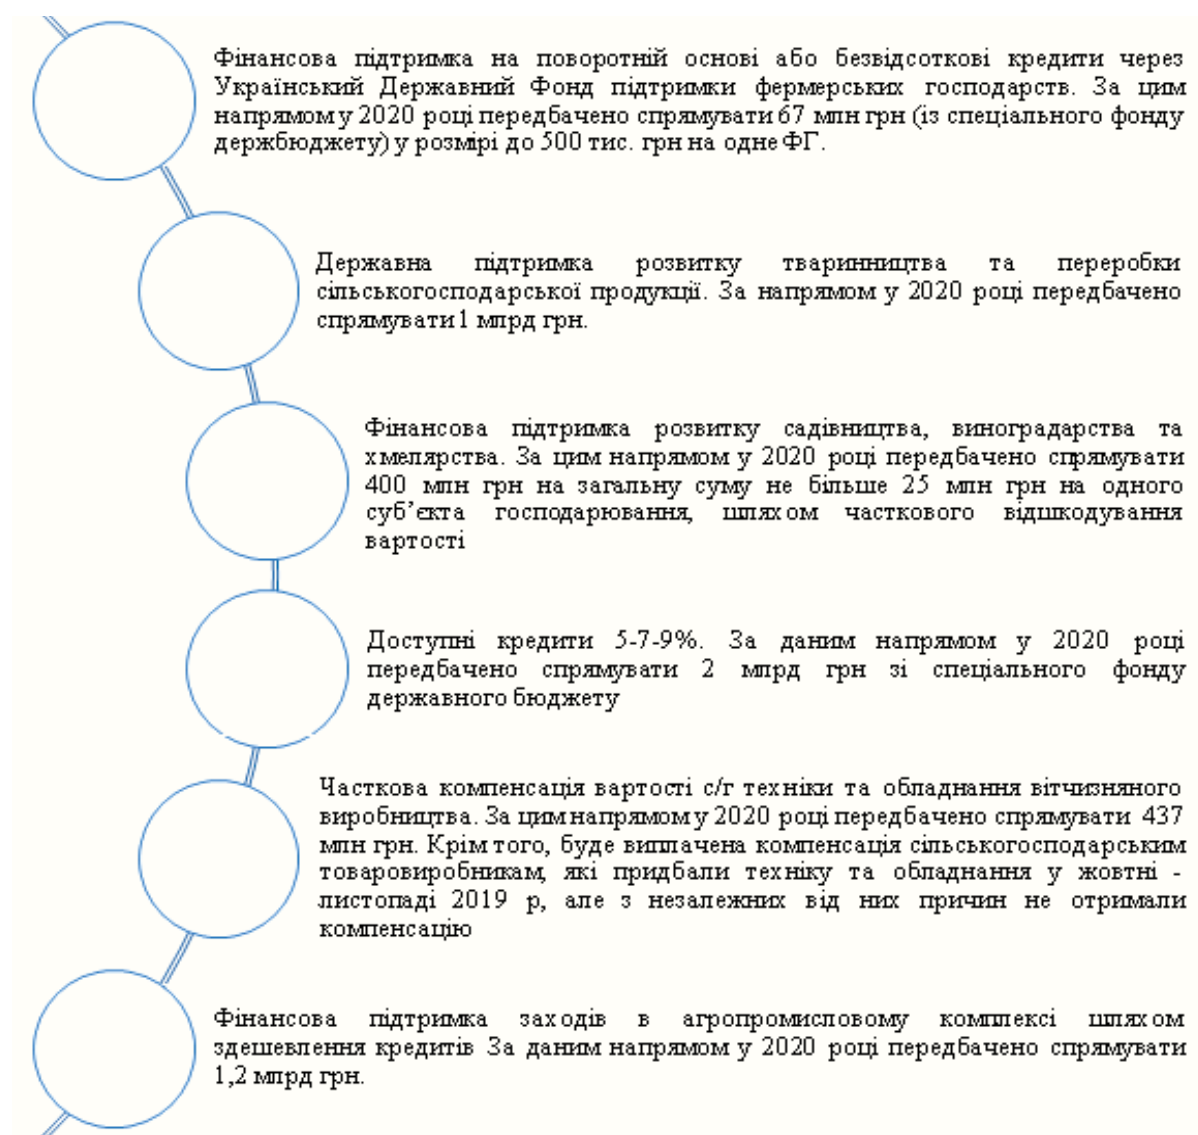 Фінансова підтримка на поворотній основі або безвідсоткові кредити через
Український Державний Фонд підтримки фермерських господарств. За цим
напрямом у 2020 році передбачено спрямувати 67 млн грн (із спеціального фонду
держбюджету) у розмірі до 500 тис. грн на одне ФГ.
Державна підтримка розвитку тваринництва та переробки
сільськогосподарської продукції. За напрямом у 2020 році передбачено
спрямувати 1 млрд грн.
Фінансова підтримка розвитку садівництва, виноградарства та
хмелярства. За цим напрямом у 2020 році передбачено спрямувати
400 млн грн на загальну суму не більше 25 млн грн на одного
суб’єкта господарювання, шляхом часткового відшкодування
вартості
Доступні кредити 5-7-9%. За даним напрямом у 2020 році
передбачено спрямувати 2 млрд грн зі спеціального фонду
державного бюджету
Часткова компенсація вартості с/г техніки та обладнання вітчизняного
виробництва. За цим напрямом у 2020 році передбачено спрямувати 437
млн грн. Крім того, буде виплачена компенсація сільськогосподарським
товаровиробникам, які придбали техніку та обладнання у жовтні -
листопаді 2019 р, але з незалежних від них причин не отримали
компенсацію
Фінансова підтримка заходів в агропромисловому комплексі шляхом
здешевлення кредитів За даним напрямом у 2020 році передбачено спрямувати
1,2 млрд грн.